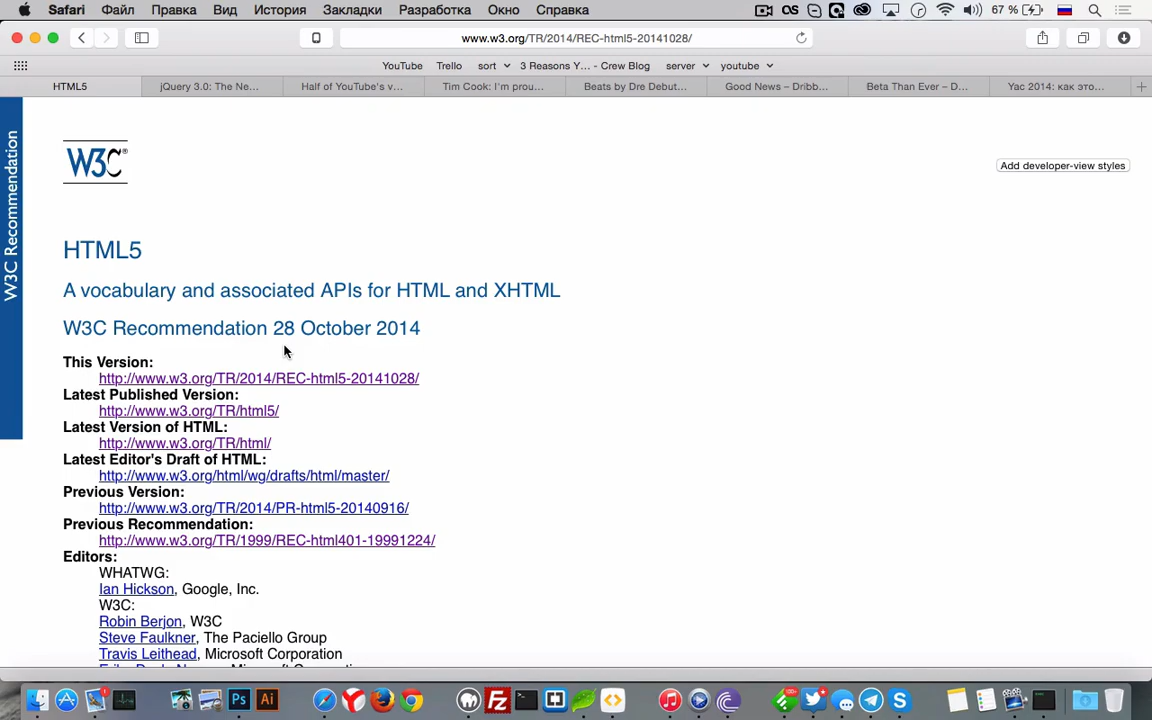 Safari Файл Правка Вид История Закладки Разработка Окно Справка 67 %
www.w3.org/TR/2014/REC-html5-20141028/
YouTube Trello sort 3 Reasons Y… - Crew Blog server youtube
HTML5 jQuery 3.0: The Ne... Half of YouTube's v... Tim Cook: I'm prou... Beats by Dre Debut... Good News – Dribb... Beta Than Ever – D... Yac 2014: как это...
W3C Recommendation
W3C®
Add developer-view styles
HTML5
A vocabulary and associated APIs for HTML and XHTML
W3C Recommendation 28 October 2014
This Version:
http://www.w3.org/TR/2014/REC-html5-20141028/
Latest Published Version:
http://www.w3.org/TR/html5/
Latest Version of HTML:
http://www.w3.org/TR/html/
Latest Editor's Draft of HTML:
http://www.w3.org/html/wg/drafts/html/master/
Previous Version:
http://www.w3.org/TR/2014/PR-html5-20140916/
Previous Recommendation:
http://www.w3.org/TR/1999/REC-html401-19991224/
Editors:
WHATWG:
Ian Hickson, Google, Inc.
W3C:
Robin Berjon, W3C
Steve Faulkner, The Paciello Group
Travis Leithead, Microsoft Corporation
Ps Ai Fz